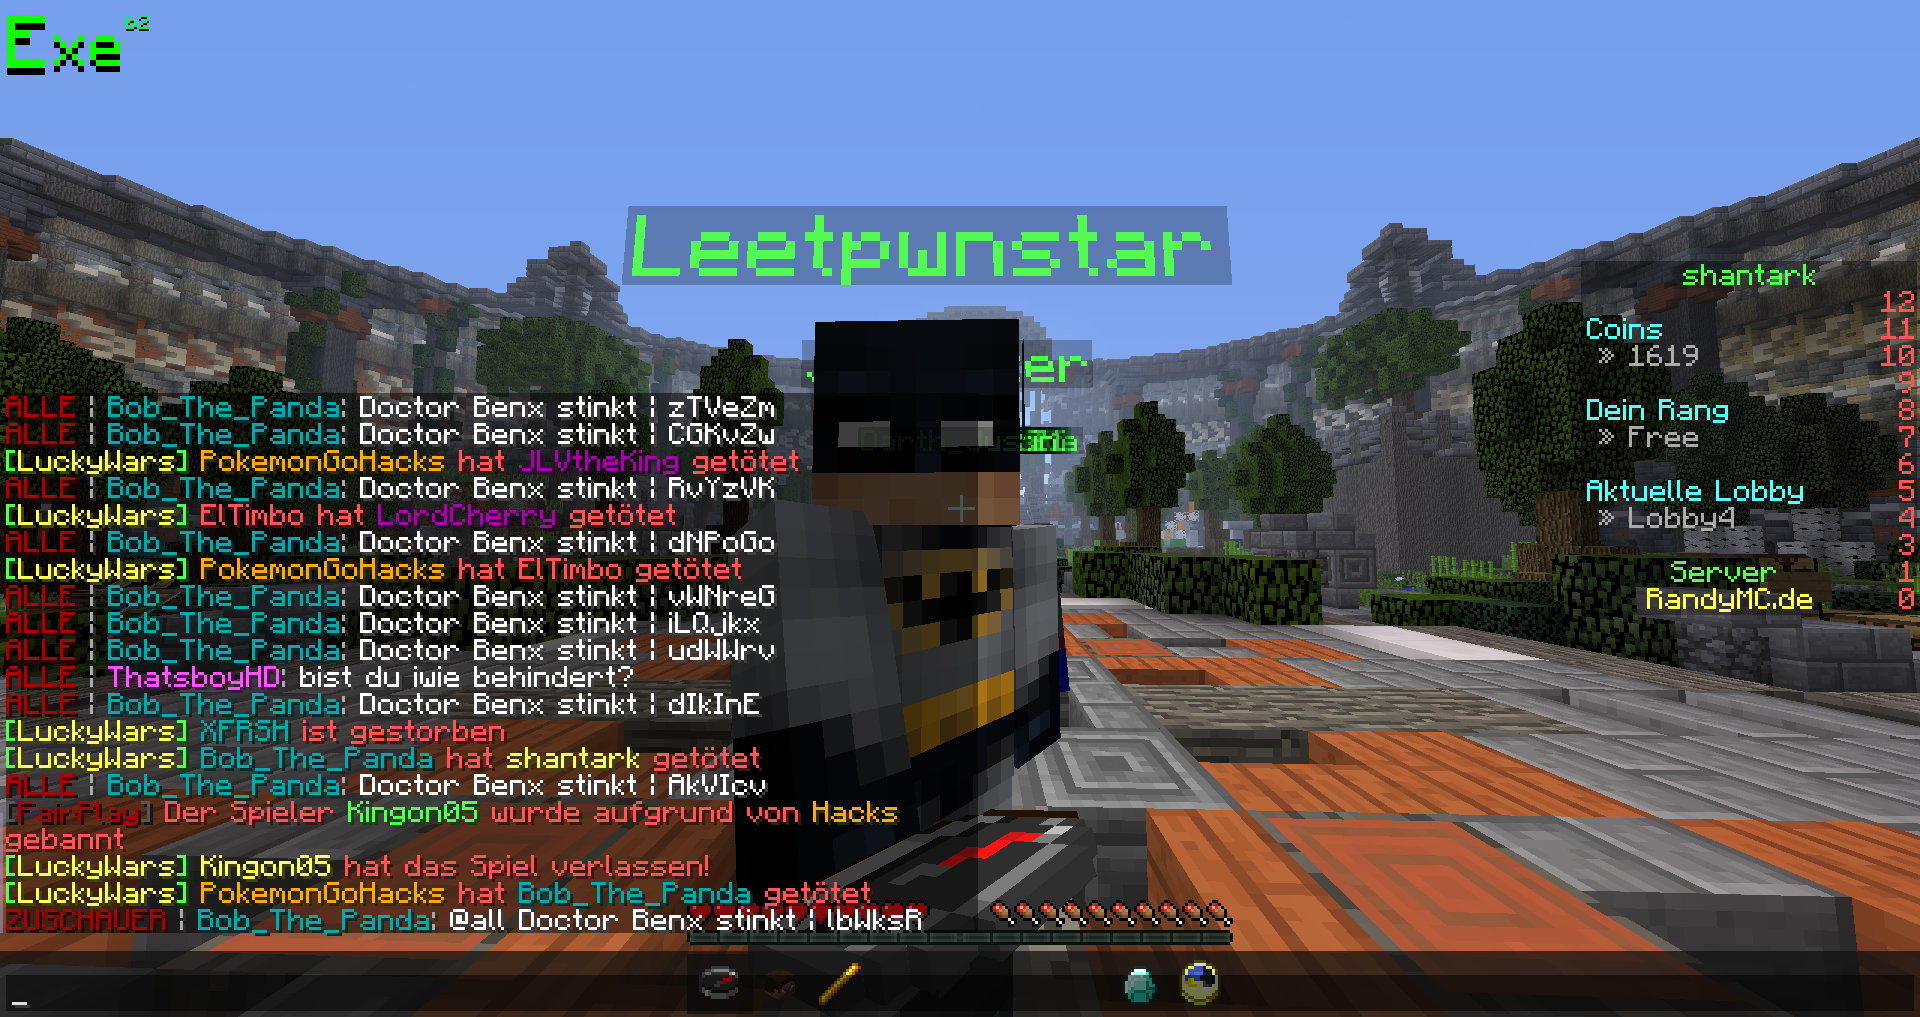 Exe b2
Leetpwnstar
er
shantark
12
Coins 11
» 1619 10
9
Dein Rang 8
» Free 7
6
Aktuelle Lobby 5
» Lobby4 4
3
Server 1
RandyMC.de 0
ALLE | Bob_The_Panda: Doctor Benx stinkt | zTVeZm
ALLE | Bob_The_Panda: Doctor Benx stinkt | CGKvZw
[LuckyWars] PokemonGoHacks hat JLVtheKing getötet
ALLE | Bob_The_Panda: Doctor Benx stinkt | RvYzVK
[LuckyWars] ElTimbo hat LordCherry getötet
ALLE | Bob_The_Panda: Doctor Benx stinkt | dNPoGo
[LuckyWars] PokemonGoHacks hat ElTimbo getötet
ALLE | Bob_The_Panda: Doctor Benx stinkt | vWNreG
ALLE | Bob_The_Panda: Doctor Benx stinkt | iLQjkx
ALLE | Bob_The_Panda: Doctor Benx stinkt | udWWrv
ALLE | ThatsboyHD: bist du iwie behindert?
ALLE | Bob_The_Panda: Doctor Benx stinkt | dIkInE
[LuckyWars] XFRSH ist gestorben
[LuckyWars] Bob_The_Panda hat shantark getötet
ALLE | Bob_The_Panda: Doctor Benx stinkt | AkVIcv
[FairPlay] Der Spieler Kingon05 wurde aufgrund von Hacks
gebannt
[LuckyWars] Kingon05 hat das Spiel verlassen!
[LuckyWars] PokemonGoHacks hat Bob_The_Panda getötet
ZUSCHAUER | Bob_The_Panda: @all Doctor Benx stinkt | lbWksR
_